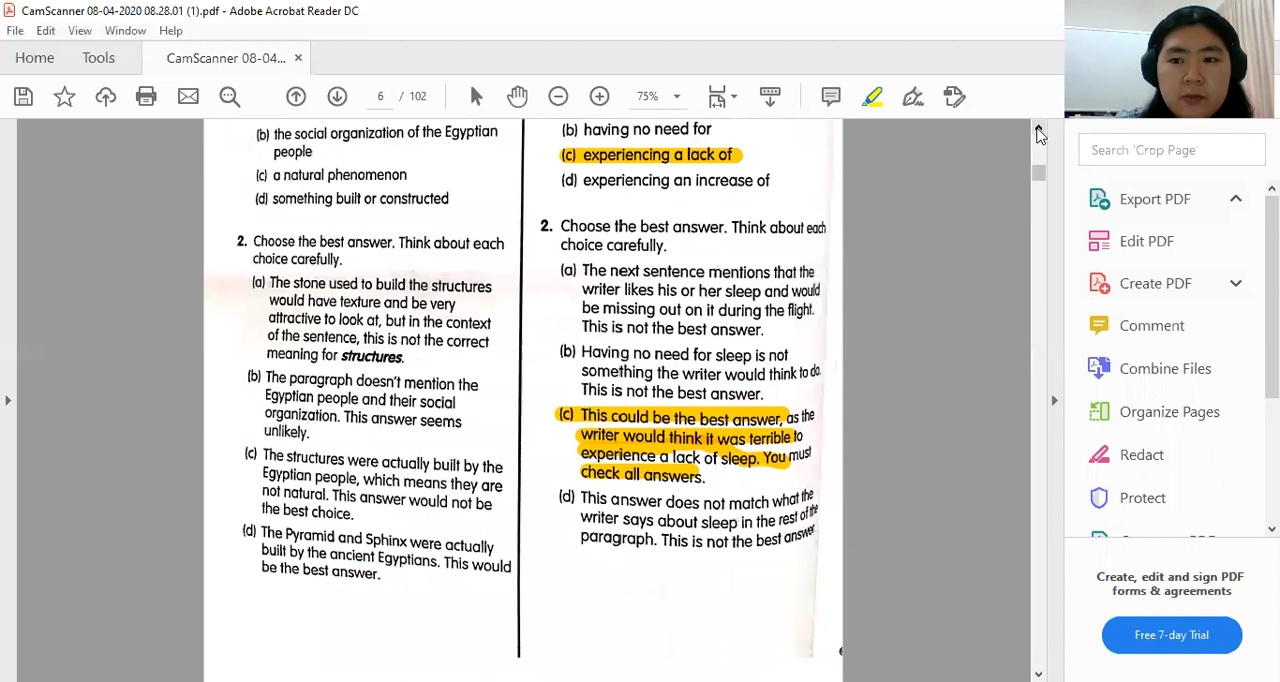 CamScanner 08-04-2020 08.28.01 (1).pdf - Adobe Acrobat Reader DC
File Edit View Window Help
Home Tools CamScanner 08-04... ×
6 / 102 75%
(b) the social organization of the Egyptian
people
(c) a natural phenomenon
(d) something built or constructed
2. Choose the best answer. Think about each
choice carefully.
(a) The stone used to build the structures
would have texture and be very
attractive to look at, but in the context
of the sentence, this is not the correct
meaning for structures.
(b) The paragraph doesn't mention the
Egyptian people and their social
organization. This answer seems
unlikely.
(c) The structures were actually built by the
Egyptian people, which means they are
not natural. This answer would not be
the best choice.
(d) The Pyramid and Sphinx were actually
built by the ancient Egyptians. This would
be the best answer.
(b) having no need for
(c) experiencing a lack of
(d) experiencing an increase of
2. Choose the best answer. Think about each
choice carefully.
(a) The next sentence mentions that the
writer likes his or her sleep and would
be missing out on it during the flight.
This is not the best answer.
(b) Having no need for sleep is not
something the writer would think to do.
This is not the best answer.
(c) This could be the best answer, as the
writer would think it was terrible to
experience a lack of sleep. You must
check all answers.
(d) This answer does not match what the
writer says about sleep in the rest of the
paragraph. This is not the best answer.
Search 'Crop Page'
Export PDF
Edit PDF
Create PDF
Comment
Combine Files
Organize Pages
Redact
Protect
Create, edit and sign PDF
forms & agreements
Free 7-day Trial